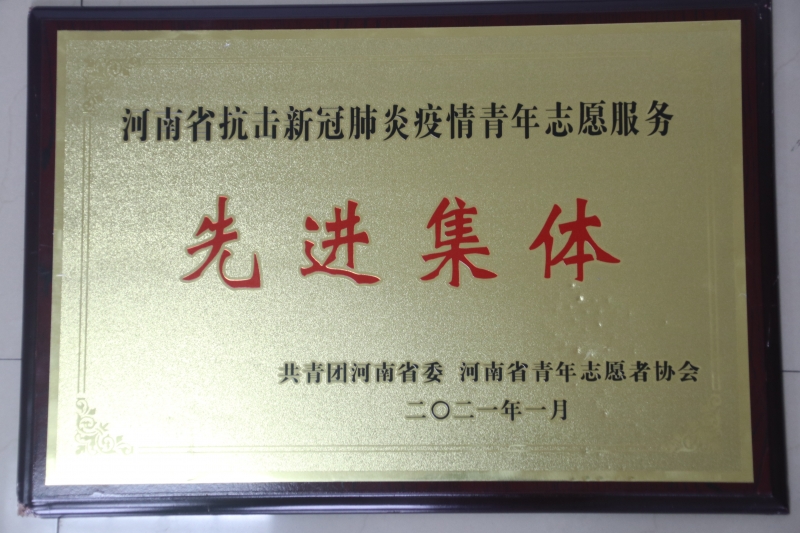 河南省抗击新冠肺炎疫情青年志愿服务
先进集体
共青团河南省委 河南省青年志愿者协会
二〇二一年一月